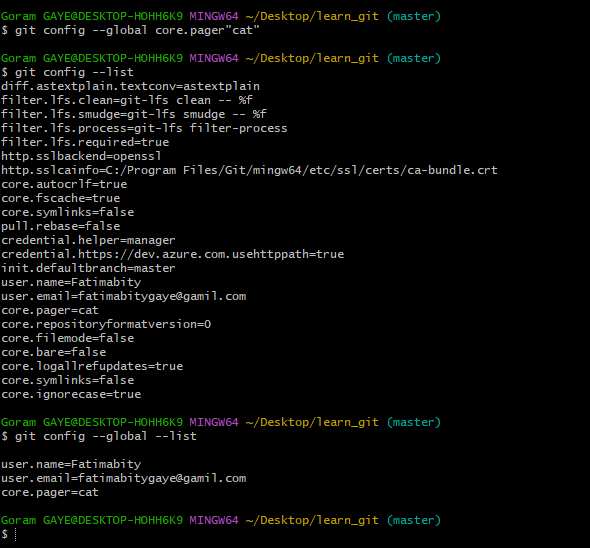 Goram GAYE@DESKTOP-HOHH6K9 MINGW64 ~/Desktop/learn_git (master)
$ git config --global core.pager"cat"
Goram GAYE@DESKTOP-HOHH6K9 MINGW64 ~/Desktop/learn_git (master)
$ git config --list
diff.astextplain.textconv=astextplain
filter.lfs.clean=git-lfs clean -- %f
filter.lfs.smudge=git-lfs smudge -- %f
filter.lfs.process=git-lfs filter-process
filter.lfs.required=true
http.sslbackend=openssl
http.sslcainfo=C:/Program Files/Git/mingw64/etc/ssl/certs/ca-bundle.crt
core.autocrlf=true
core.fscache=true
core.symlinks=false
pull.rebase=false
credential.helper=manager
credential.https://dev.azure.com.usehttppath=true
init.defaultbranch=master
user.name=Fatimabity
user.email=fatimabitygaye@gamil.com
core.pager=cat
core.repositoryformatversion=0
core.filemode=false
core.bare=false
core.logallrefupdates=true
core.symlinks=false
core.ignorecase=true
Goram GAYE@DESKTOP-HOHH6K9 MINGW64 ~/Desktop/learn_git (master)
$ git config --global --list
user.name=Fatimabity
user.email=fatimabitygaye@gamil.com
core.pager=cat
Goram GAYE@DESKTOP-HOHH6K9 MINGW64 ~/Desktop/learn_git (master)
$